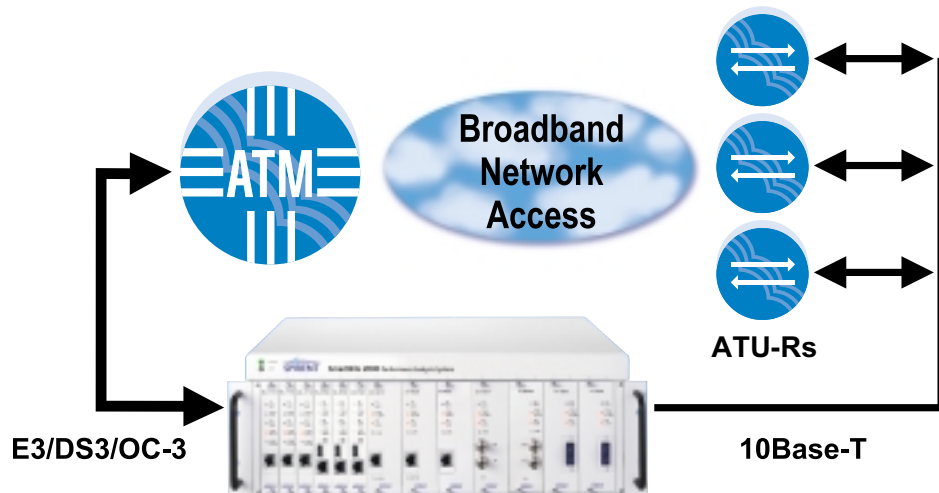 ATM
Broadband
Network
Access
ATU-Rs
SPIRENT
E3/DS3/OC-3
10Base-T